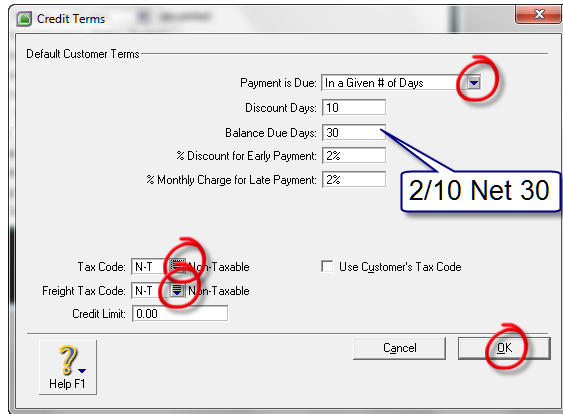 Credit Terms
Default Customer Terms
Payment is Due: In a Given # of Days
Discount Days: 10
Balance Due Days: 30
% Discount for Early Payment: 2%
% Monthly Charge for Late Payment: 2%
2/10 Net 30
Tax Code: N-T Non-Taxable Use Customer's Tax Code
Freight Tax Code: N-T Non-Taxable
Credit Limit: 0.00
Cancel OK
? Help F1